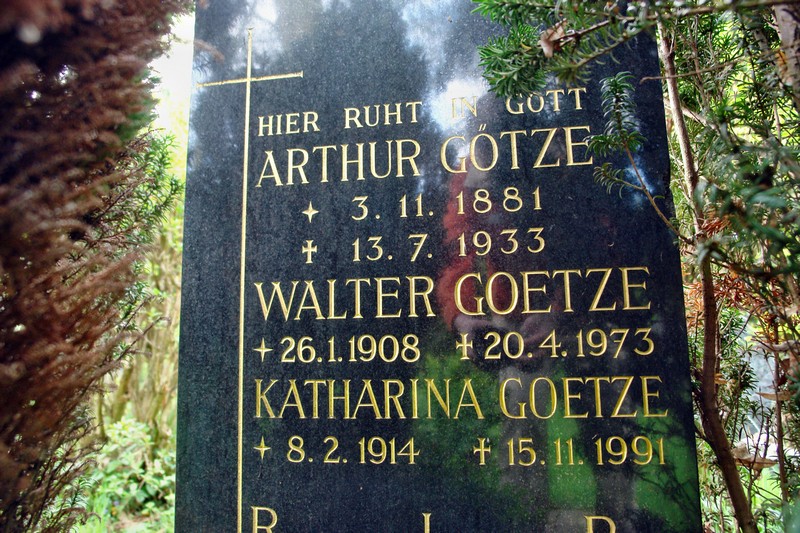 HIER RUHT IN GOTT
ARTHUR GÖTZE
3. 11. 1881
† 13. 7. 1933
WALTER GOETZE
26.1.1908 † 20.4.1973
KATHARINA GOETZE
8. 2. 1914 † 15.11.1991